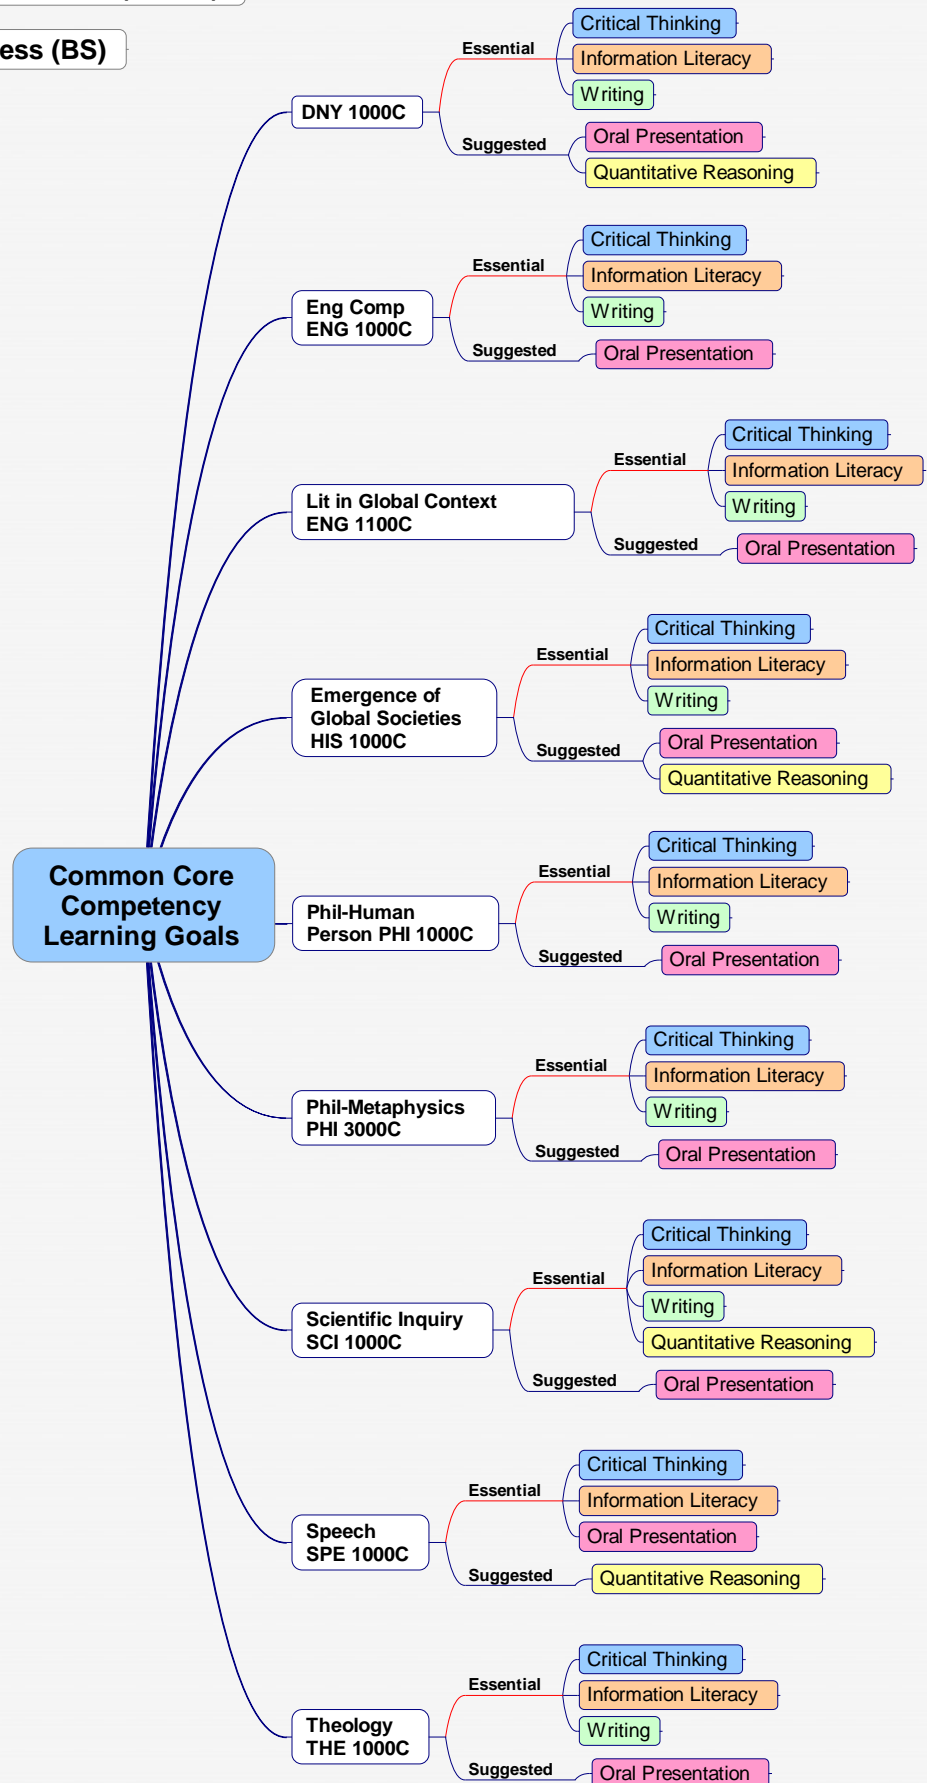 ess (BS)
DNY 1000C
Essential
Critical Thinking
Information Literacy
Writing
Suggested
Oral Presentation
Quantitative Reasoning
Eng Comp
ENG 1000C
Essential
Critical Thinking
Information Literacy
Writing
Suggested
Oral Presentation
Lit in Global Context
ENG 1100C
Essential
Critical Thinking
Information Literacy
Writing
Suggested
Oral Presentation
Emergence of
Global Societies
HIS 1000C
Essential
Critical Thinking
Information Literacy
Writing
Suggested
Oral Presentation
Quantitative Reasoning
Common Core
Competency
Learning Goals
Phil-Human
Person PHI 1000C
Essential
Critical Thinking
Information Literacy
Writing
Suggested
Oral Presentation
Phil-Metaphysics
PHI 3000C
Essential
Critical Thinking
Information Literacy
Writing
Suggested
Oral Presentation
Scientific Inquiry
SCI 1000C
Essential
Critical Thinking
Information Literacy
Writing
Quantitative Reasoning
Suggested
Oral Presentation
Speech
SPE 1000C
Essential
Critical Thinking
Information Literacy
Oral Presentation
Suggested
Quantitative Reasoning
Theology
THE 1000C
Essential
Critical Thinking
Information Literacy
Writing
Suggested
Oral Presentation